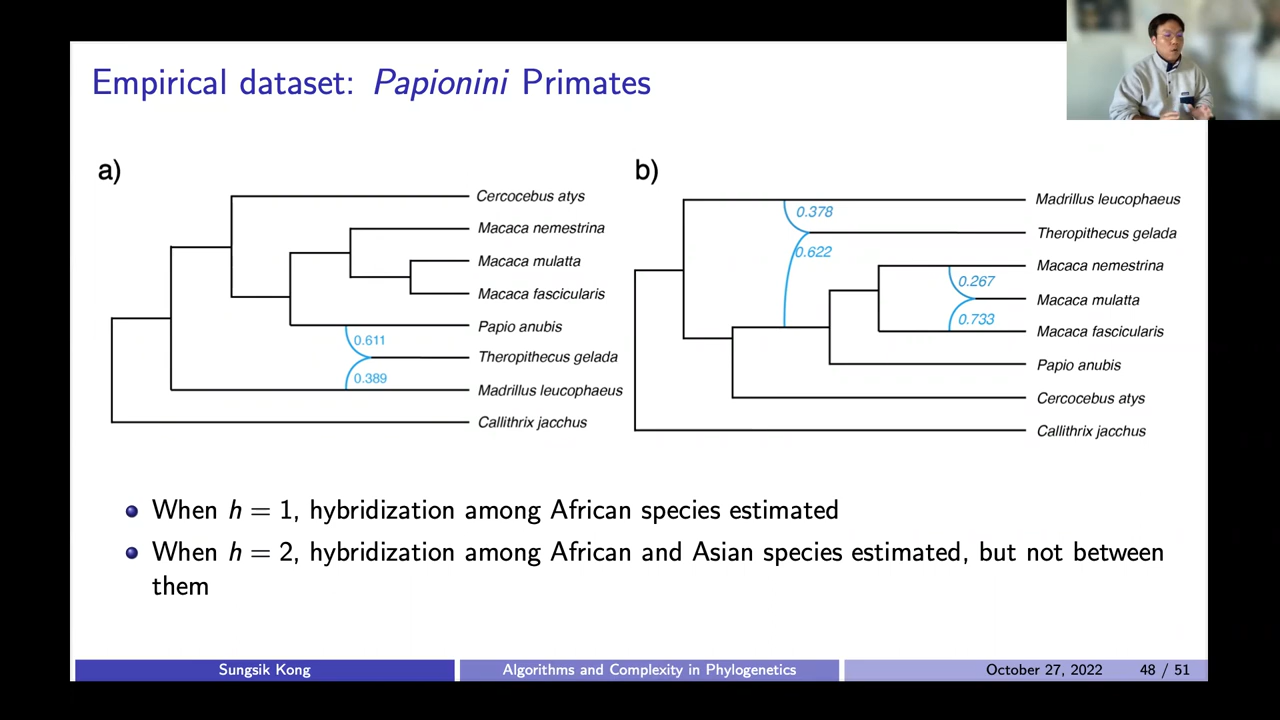 Empirical dataset: Papionini Primates
a)
Cercocebus atys
Macaca nemestrina
Macaca mulatta
Macaca fascicularis
Papio anubis
0.611
Theropithecus gelada
0.389
Madrillus leucophaeus
Callithrix jacchus
b)
Madrillus leucophaeus
0.378
Theropithecus gelada
0.622
Macaca nemestrina
0.267
Macaca mulatta
0.733
Macaca fascicularis
Papio anubis
Cercocebus atys
Callithrix jacchus
When h = 1, hybridization among African species estimated
When h = 2, hybridization among African and Asian species estimated, but not between
them
Sungsik Kong
Algorithms and Complexity in Phylogenetics
October 27, 2022
48 / 51